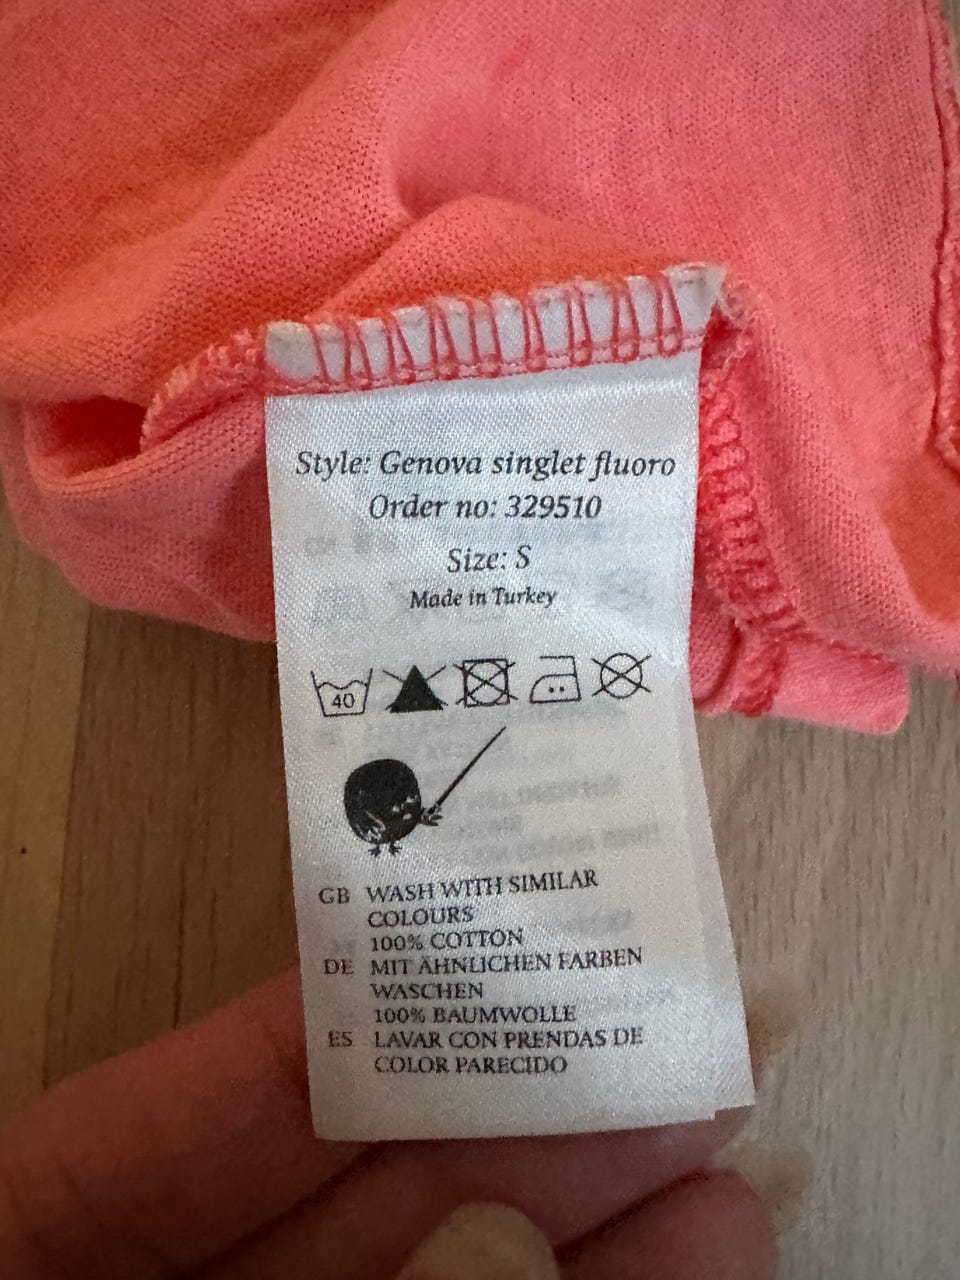 Style: Genova singlet fluoro
Order no: 329510
Size: S
Made in Turkey
40
GB WASH WITH SIMILAR
COLOURS
100% COTTON
DE MIT ÄHNLICHEN FARBEN
WASCHEN
100% BAUMWOLLE
ES LAVAR CON PRENDAS DE
COLOR PARECIDO